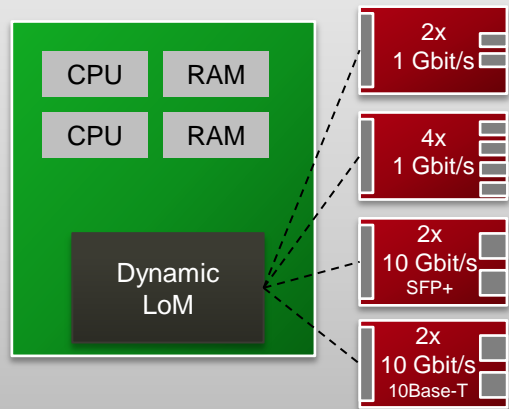 CPU
RAM
CPU
RAM
Dynamic
LoM
2x
1 Gbit/s
4x
1 Gbit/s
2x
10 Gbit/s
SFP+
2x
10 Gbit/s
10Base-T